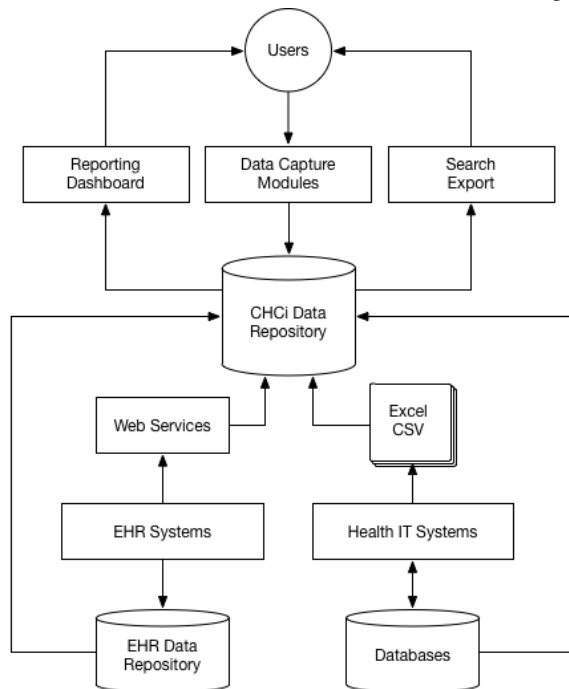 Users
Reporting
Dashboard
Data Capture
Modules
Search
Export
CHCi Data
Repository
Web Services
Excel
CSV
EHR Systems
Health IT Systems
EHR Data
Repository
Databases